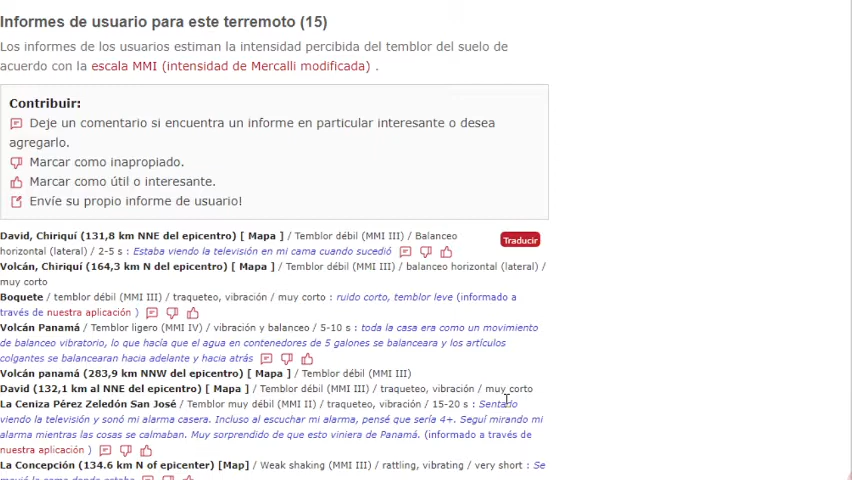 Informes de usuario para este terremoto (15)
Los informes de los usuarios estiman la intensidad percibida del temblor del suelo de
acuerdo con la escala MMI (intensidad de Mercalli modificada) .
Contribuir:
Deje un comentario si encuentra un informe en particular interesante o desea
agregarlo.
Marcar como inapropiado.
Marcar como útil o interesante.
Envíe su propio informe de usuario!
Traducir
David, Chiriquí (131,8 km NNE del epicentro) [ Mapa ] / Temblor débil (MMI III) / Balanceo
horizontal (lateral) / 2-5 s : Estaba viendo la televisión en mi cama cuando sucedió
Volcán, Chiriquí (164,3 km N del epicentro) [ Mapa ] / Temblor débil (MMI III) / balanceo horizontal (lateral) /
muy corto
Boquete / temblor débil (MMI III) / traqueteo, vibración / muy corto : ruido corto, temblor leve (informado a
través de nuestra aplicación )
Volcán Panamá / Temblor ligero (MMI IV) / vibración y balanceo / 5-10 s : toda la casa era como un movimiento
de balanceo vibratorio, lo que hacía que el agua en contenedores de 5 galones se balanceara y los artículos
colgantes se balancearan hacia adelante y hacia atrás
Volcán panamá (283,9 km NNW del epicentro) [ Mapa ] / Temblor débil (MMI III)
David (132,1 km al NNE del epicentro) [ Mapa ] / Temblor débil (MMI III) / traqueteo, vibración / muy corto
La Ceniza Pérez Zeledón San José / Temblor muy débil (MMI II) / traqueteo, vibración / 15-20 s : Sentado
viendo la televisión y sonó mi alarma casera. Incluso al escuchar mi alarma, pensé que sería 4+. Seguí mirando mi
alarma mientras las cosas se calmaban. Muy sorprendido de que esto viniera de Panamá. (informado a través de
nuestra aplicación )
La Concepción (134.6 km N of epicenter) [Map] / Weak shaking (MMI III) / rattling, vibrating / very short : Se
movió la cama donde estaba